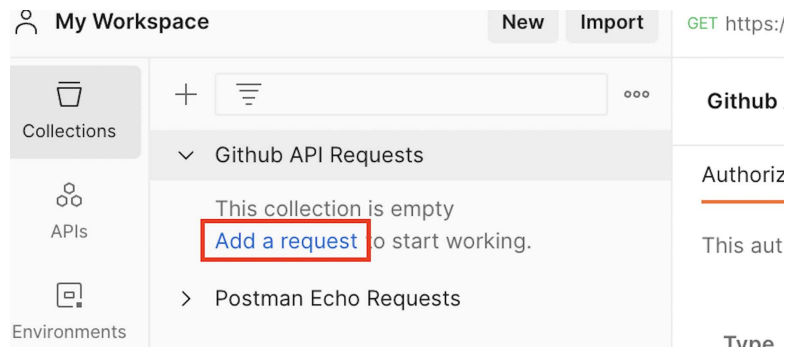 My Workspace
New
Import
GET https:/
Collections
APIs
Environments
ooo
Github API Requests
This collection is empty
Add a request to start working.
Postman Echo Requests
Github
Authoriz
This aut
Type